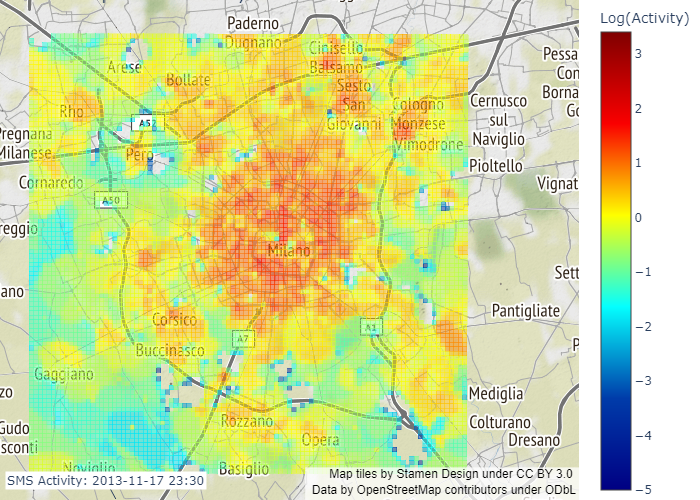 Log(Activity)
Paderno
Dugnano
Cinisello
Balsamo
Arese
Bollate
Sesto
San
Giovanni
Cologno
Monzese
Vimodrone
Pessa
Con
Borna
Go
Cernusco
sul
Naviglio
Rho
A52
Pregnana
Milanese
Pero
Pioltello
Cornaredo
A50
Vignat
reggio
Milano
Sett
ano
Pantigliate
Corsico
A7
A1
Buccinasco
P
Gaggiano
zo
Mediglia
Rozzano
Colturano
Gudo
sconti
Opera
Dresano
Noviglio
Basiglio
SMS Activity: 2013-11-17 23:30
Map tiles by Stamen Design under CC BY 3.0
Data by OpenStreetMap contributors under ODbL
3
2
1
0
−1
−2
−3
−4
−5